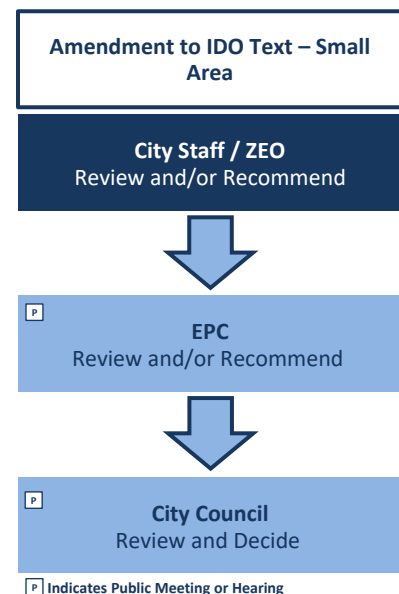 Amendment to IDO Text – Small
Area
City Staff / ZEO
Review and/or Recommend
P
EPC
Review and/or Recommend
P
City Council
Review and Decide
P Indicates Public Meeting or Hearing